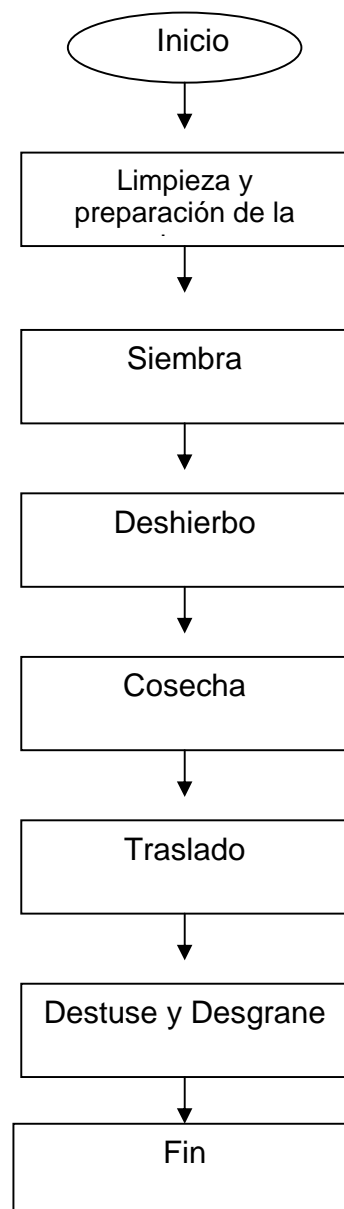 Inicio
Limpieza y
preparación de la
Siembra
Deshierbo
Cosecha
Traslado
Destuse y Desgrane
Fin